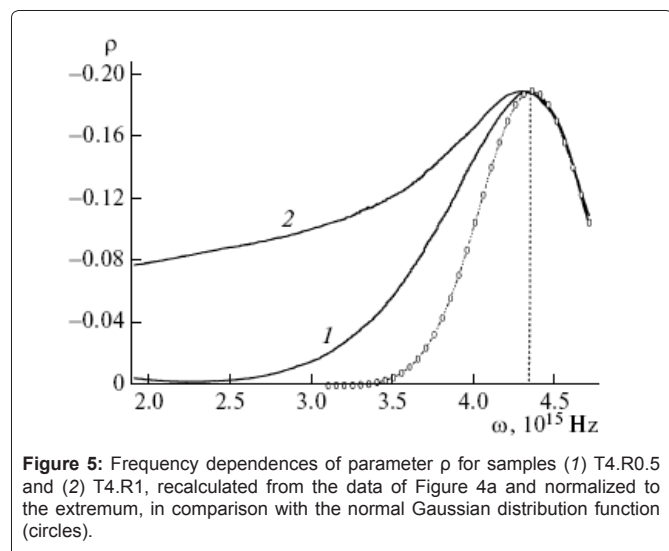 ρ
−0.20
−0.16
−0.12
−0.08
−0.04
0
2
1
2.0 2.5 3.0 3.5 4.0 4.5
ω, 10¹⁵ Hz
Figure 5: Frequency dependences of parameter ρ for samples (1) T4.R0.5
and (2) T4.R1, recalculated from the data of Figure 4a and normalized to
the extremum, in comparison with the normal Gaussian distribution function
(circles).